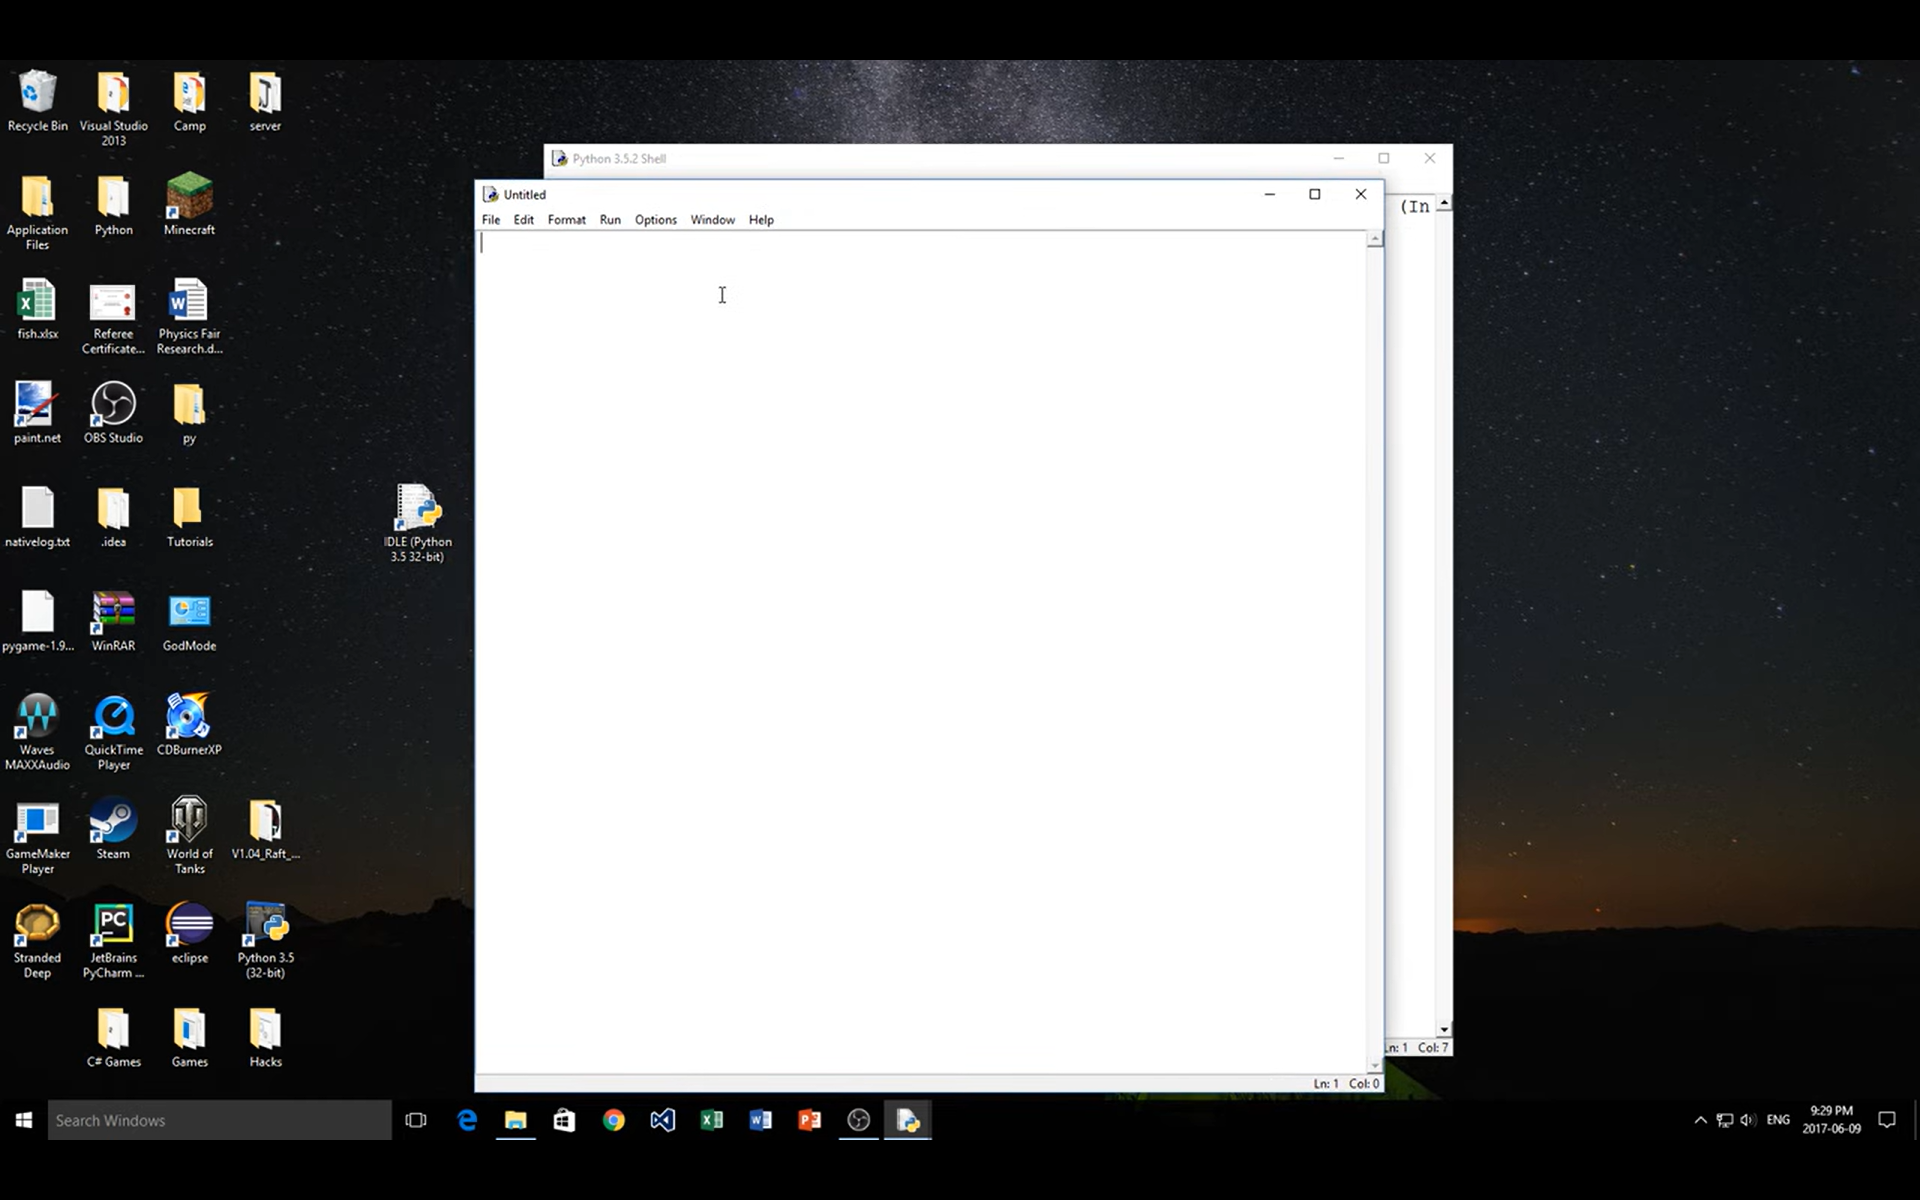 Recycle Bin
Visual Studio
2013
Camp
server
Application
Files
Python
Minecraft
fish.xlsx
Referee
Certificate...
Physics Fair
Research.d...
paint.net
OBS Studio
py
nativelog.txt
.idea
Tutorials
IDLE (Python
3.5 32-bit)
pygame-1.9...
WinRAR
GodMode
Waves
MAXXAudio
QuickTime
Player
CDBurnerXP
GameMaker
Player
Steam
World of
Tanks
V1.04_Raft_...
Stranded
Deep
JetBrains
PyCharm ...
eclipse
Python 3.5
(32-bit)
C# Games
Games
Hacks
Python 3.5.2 Shell
(In
Ln: 1 Col: 7
Untitled
File Edit Format Run Options Window Help
Ln: 1 Col: 0
Search Windows
ENG
9:29 PM
2017-06-09